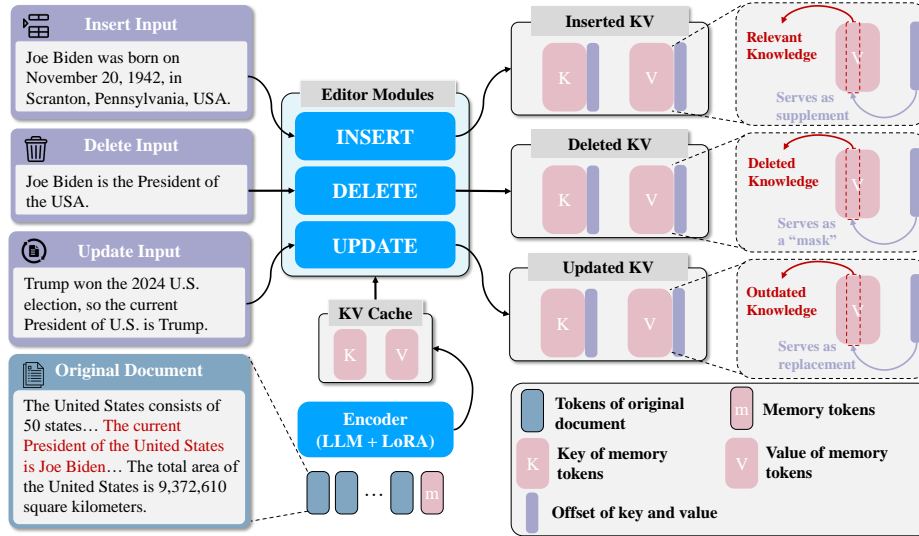 Insert Input
Joe Biden was born on
November 20, 1942, in
Scranton, Pennsylvania, USA.
Delete Input
Joe Biden is the President of
the USA.
Update Input
Trump won the 2024 U.S.
election, so the current
President of U.S. is Trump.
Original Document
The United States consists of
50 states… The current
President of the United States
is Joe Biden… The total area of
the United States is 9,372,610
square kilometers.
Editor Modules
INSERT
DELETE
UPDATE
KV Cache
K V
Encoder
(LLM + LoRA)
… m
Inserted KV
K V
Deleted KV
K V
Updated KV
K V
Relevant
Knowledge
V
Serves as
supplement
Deleted
Knowledge
V
Serves as
a “mask”
Outdated
Knowledge
V
Serves as
replacement
Tokens of original
document
m Memory tokens
K Key of memory
tokens
V Value of memory
tokens
Offset of key and value